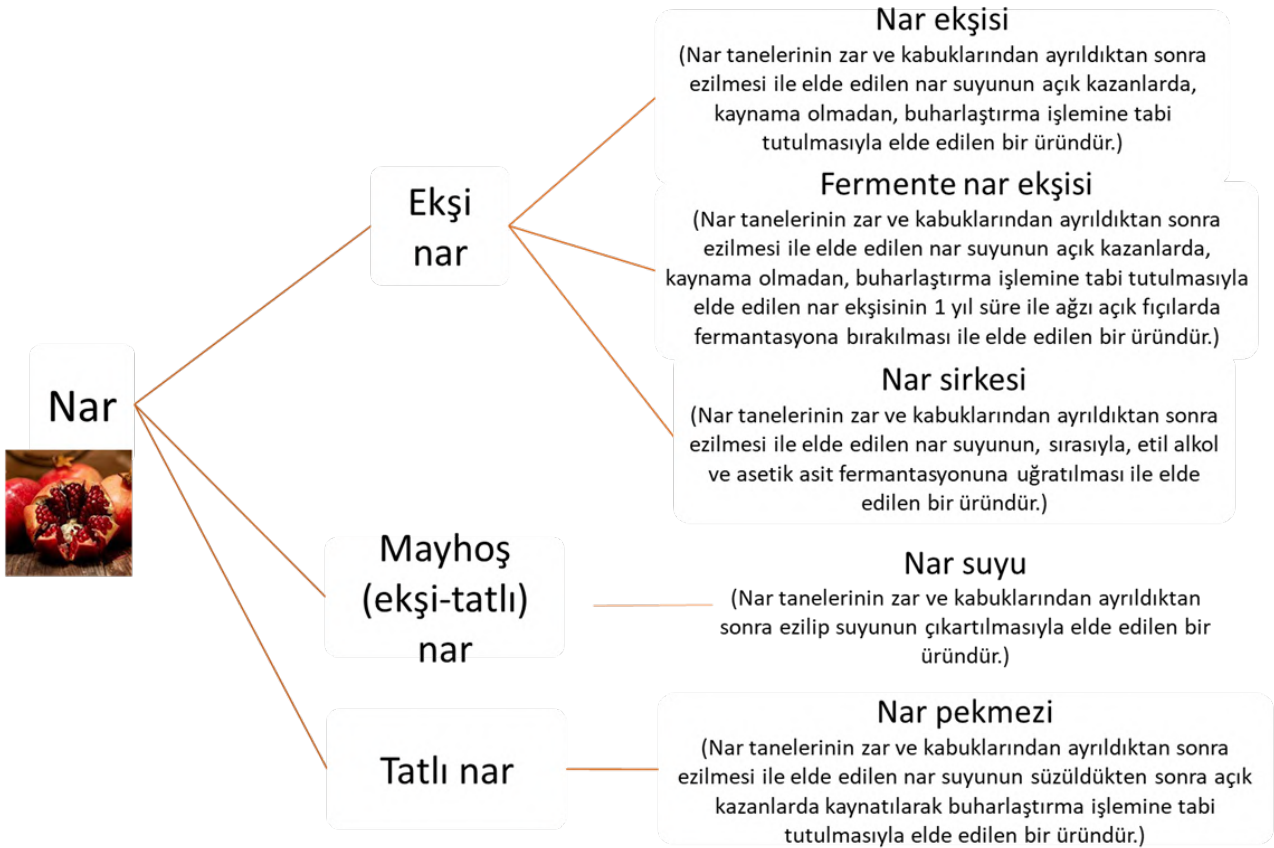 Nar
Ekşi
nar
Nar ekşisi
(Nar tanelerinin zar ve kabuklarından ayrıldıktan sonra
ezilmesi ile elde edilen nar suyunun açık kazanlarda,
kaynama olmadan, buharlaştırma işlemine tabi
tutulmasıyla elde edilen bir üründür.)
Fermente nar ekşisi
(Nar tanelerinin zar ve kabuklarından ayrıldıktan sonra
ezilmesi ile elde edilen nar suyunun açık kazanlarda,
kaynama olmadan, buharlaştırma işlemine tabi tutulmasıyla
elde edilen nar ekşisinin 1 yıl süre ile ağzı açık fıçılarda
fermantasyona bırakılması ile elde edilen bir üründür.)
Nar sirkesi
(Nar tanelerinin zar ve kabuklarından ayrıldıktan sonra
ezilmesi ile elde edilen nar suyunun, sırasıyla, etil alkol
ve asetik asit fermantasyonuna uğratılması ile elde
edilen bir üründür.)
Mayhoş
(ekşi-tatlı)
nar
Nar suyu
(Nar tanelerinin zar ve kabuklarından ayrıldıktan
sonra ezilip suyunun çıkartılmasıyla elde edilen bir
üründür.)
Tatlı nar
Nar pekmezi
(Nar tanelerinin zar ve kabuklarından ayrıldıktan sonra
ezilmesi ile elde edilen nar suyunun süzüldükten sonra açık
kazanlarda kaynatılarak buharlaştırma işlemine tabi
tutulmasıyla elde edilen bir üründür.)